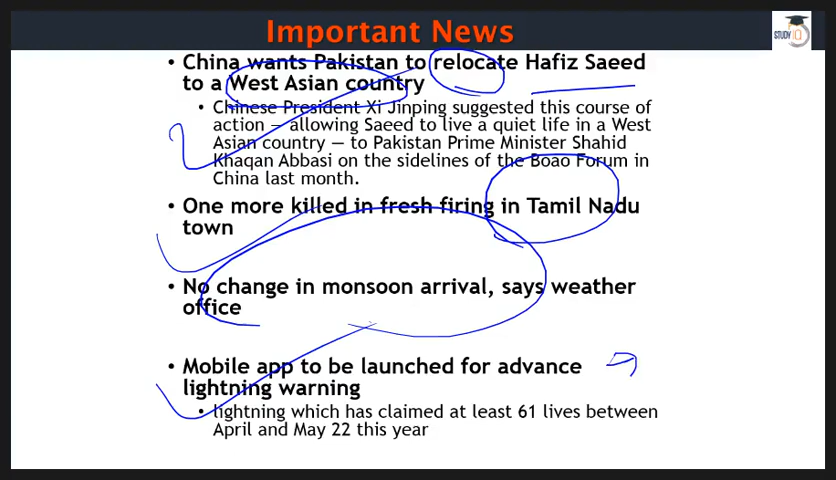 Important News
STUDY IQ
• China wants Pakistan to relocate Hafiz Saeed
to a West Asian country
• Chinese President Xi Jinping suggested this course of
action — allowing Saeed to live a quiet life in a West
Asian country — to Pakistan Prime Minister Shahid
Khaqan Abbasi on the sidelines of the Boao Forum in
China last month.
• One more killed in fresh firing in Tamil Nadu
town
• No change in monsoon arrival, says weather
office
• Mobile app to be launched for advance
lightning warning
• lightning which has claimed at least 61 lives between
April and May 22 this year